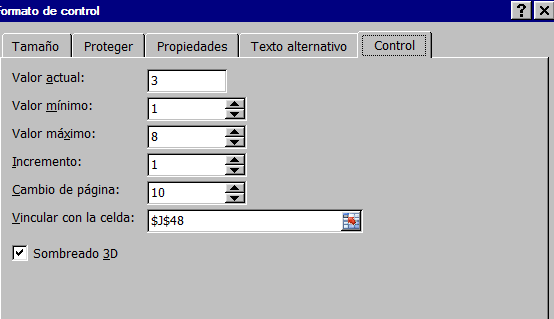 Formato de control
Tamaño Proteger Propiedades Texto alternativo Control
Valor actual: 3
Valor mínimo: 1
Valor máximo: 8
Incremento: 1
Cambio de página: 10
Vincular con la celda: $J$48
Sombreado 3D